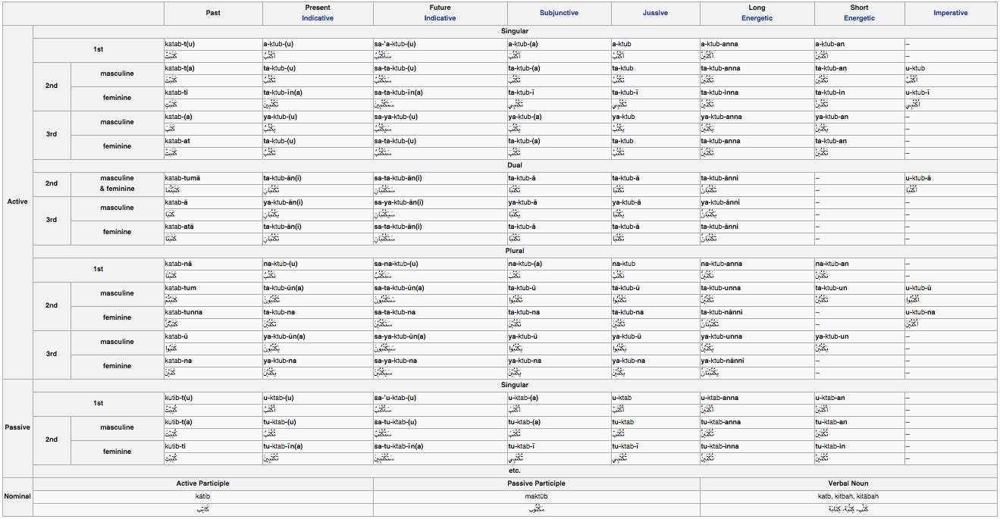 Past Present Indicative Future Indicative Subjunctive Jussive Long Energetic Short Energetic Imperative
Active
Singular
1st katab-t(u) a-ktub-(u) sa-'a-ktub-(u) a-ktub-(a) a-ktub a-ktub-anna a-ktub-an –
كَتَبْتُ أَكْتُبُ سَأَكْتُبُ أَكْتُبَ أَكْتُبْ أَكْتُبَنَّ أَكْتُبَنْ –
2nd masculine katab-t(a) ta-ktub-(u) sa-ta-ktub-(u) ta-ktub-(a) ta-ktub ta-ktub-anna ta-ktub-an u-ktub
كَتَبْتَ تَكْتُبُ سَتَكْتُبُ تَكْتُبَ تَكْتُبْ تَكْتُبَنَّ تَكْتُبَنْ اُكْتُبْ
feminine katab-ti ta-ktub-īn(a) sa-ta-ktub-īn(a) ta-ktub-ī ta-ktub-ī ta-ktub-inna ta-ktub-in u-ktub-ī
كَتَبْتِ تَكْتُبِينَ سَتَكْتُبِينَ تَكْتُبِي تَكْتُبِي تَكْتُبِنَّ تَكْتُبِنْ اُكْتُبِي
3rd masculine katab-(a) ya-ktub-(u) sa-ya-ktub-(u) ya-ktub-(a) ya-ktub ya-ktub-anna ya-ktub-an –
كَتَبَ يَكْتُبُ سَيَكْتُبُ يَكْتُبَ يَكْتُبْ يَكْتُبَنَّ يَكْتُبَنْ –
feminine katab-at ta-ktub-(u) sa-ta-ktub-(u) ta-ktub-(a) ta-ktub ta-ktub-anna ta-ktub-an –
كَتَبَتْ تَكْتُبُ سَتَكْتُبُ تَكْتُبَ تَكْتُبْ تَكْتُبَنَّ تَكْتُبَنْ –
Dual
2nd masculine & feminine katab-tumā ta-ktub-ān(i) sa-ta-ktub-ān(i) ta-ktub-ā ta-ktub-ā ta-ktub-ānni – u-ktub-ā
كَتَبْتُمَا تَكْتُبَانِ سَتَكْتُبَانِ تَكْتُبَا تَكْتُبَا تَكْتُبَانِّ – اُكْتُبَا
3rd masculine katab-ā ya-ktub-ān(i) sa-ya-ktub-ān(i) ya-ktub-ā ya-ktub-ā ya-ktub-ānni – –
كَتَبَا يَكْتُبَانِ سَيَكْتُبَانِ يَكْتُبَا يَكْتُبَا يَكْتُبَانِّ – –
feminine katab-atā ta-ktub-ān(i) sa-ta-ktub-ān(i) ta-ktub-ā ta-ktub-ā ta-ktub-ānni – –
كَتَبَتَا تَكْتُبَانِ سَتَكْتُبَانِ تَكْتُبَا تَكْتُبَا تَكْتُبَانِّ – –
Plural
1st katab-nā na-ktub-(u) sa-na-ktub-(u) na-ktub-(a) na-ktub na-ktub-anna na-ktub-an –
كَتَبْنَا نَكْتُبُ سَنَكْتُبُ نَكْتُبَ نَكْتُبْ نَكْتُبَنَّ نَكْتُبَنْ –
2nd masculine katab-tum ta-ktub-ūn(a) sa-ta-ktub-ūn(a) ta-ktub-ū ta-ktub-ū ta-ktub-unna ta-ktub-un u-ktub-ū
كَتَبْتُمْ تَكْتُبُونَ سَتَكْتُبُونَ تَكْتُبُوا تَكْتُبُوا تَكْتُبُنَّ تَكْتُبُنْ اُكْتُبُوا
feminine katab-tunna ta-ktub-na sa-ta-ktub-na ta-ktub-na ta-ktub-na ta-ktub-nānni – u-ktub-na
كَتَبْتُنَّ تَكْتُبْنَ سَتَكْتُبْنَ تَكْتُبْنَ تَكْتُبْنَ تَكْتُبْنَانِّ – اُكْتُبْنَ
3rd masculine katab-ū ya-ktub-ūn(a) sa-ya-ktub-ūn(a) ya-ktub-ū ya-ktub-ū ya-ktub-unna ya-ktub-un –
كَتَبُوا يَكْتُبُونَ سَيَكْتُبُونَ يَكْتُبُوا يَكْتُبُوا يَكْتُبُنَّ يَكْتُبُنْ –
feminine katab-na ya-ktub-na sa-ya-ktub-na ya-ktub-na ya-ktub-na ya-ktub-nānni – –
كَتَبْنَ يَكْتُبْنَ سَيَكْتُبْنَ يَكْتُبْنَ يَكْتُبْنَ يَكْتُبْنَانِّ – –
Passive
Singular
1st kutib-t(u) u-ktab-(u) sa-'u-ktab-(u) u-ktab-(a) u-ktab u-ktab-anna u-ktab-an –
كُتِبْتُ أُكْتَبُ سَأُكْتَبُ أُكْتَبَ أُكْتَبْ أُكْتَبَنَّ أُكْتَبَنْ –
2nd masculine kutib-t(a) tu-ktab-(u) sa-tu-ktab-(u) tu-ktab-(a) tu-ktab tu-ktab-anna tu-ktab-an –
كُتِبْتَ تُكْتَبُ سَتُكْتَبُ تُكْتَبَ تُكْتَبْ تُكْتَبَنَّ تُكْتَبَنْ –
feminine kutib-ti tu-ktab-īn(a) sa-tu-ktab-īn(a) tu-ktab-ī tu-ktab-ī tu-ktab-inna tu-ktab-in –
كُتِبْتِ تُكْتَبِينَ سَتُكْتَبِينَ تُكْتَبِي تُكْتَبِي تُكْتَبِنَّ تُكْتَبِنْ –
etc.
Nominal
Active Participle Passive Participle Verbal Noun
kātib maktūb katb, kitbah, kitābah
كَاتِب مَكْتُوب كَتْب، كِتْبَة، كِتَابَة